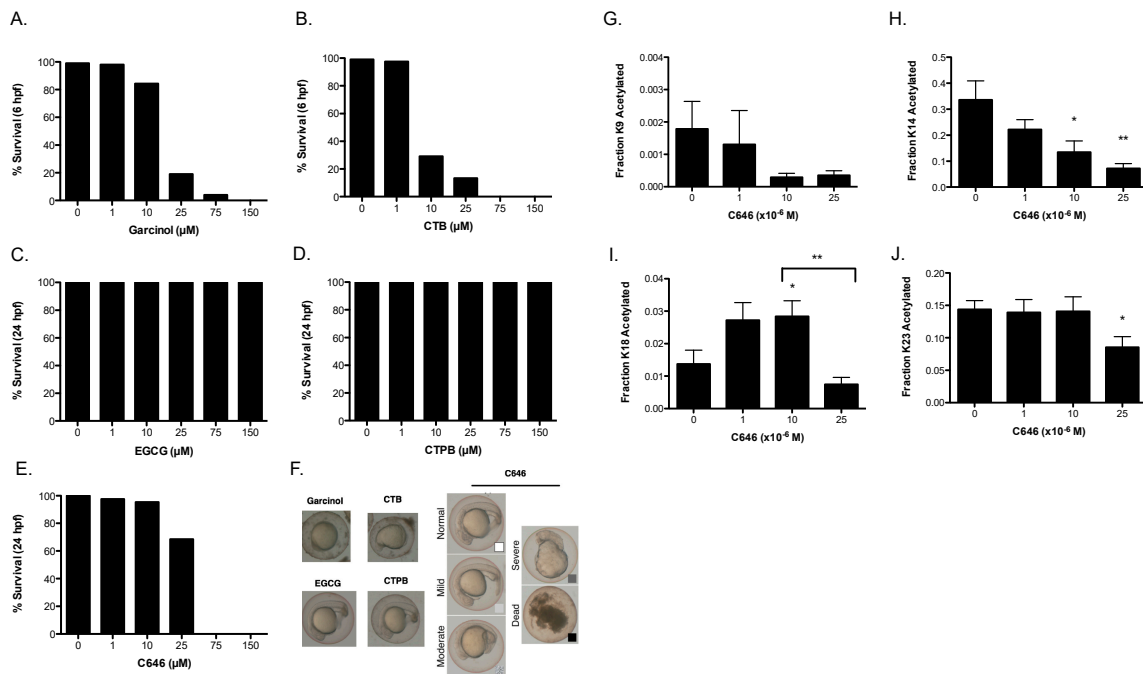 A.
% Survival (6 hpf)
100
80
60
40
20
0
0 1 10 25 75 150
Garcinol (µM)
B.
% Survival (6 hpf)
100
80
60
40
20
0
0 1 10 25 75 150
CTB (µM)
C.
% Survival (24 hpf)
100
80
60
40
20
0
0 1 10 25 75 150
EGCG (µM)
D.
% Survival (24 hpf)
100
80
60
40
20
0
0 1 10 25 75 150
CTPB (µM)
E.
% Survival (24 hpf)
100
80
60
40
20
0
0 1 10 25 75 150
C646 (µM)
F.
C646
Garcinol CTB
EGCG CTPB
Normal
Mild
Moderate
Severe
Dead
G.
Fraction K9 Acetylated
0.004
0.003
0.002
0.001
0.000
0 1 10 25
C646 (x10-6 M)
H.
Fraction K14 Acetylated
0.5
0.4
0.3
0.2
0.1
0.0
* **
0 1 10 25
C646 (x10-6 M)
I.
Fraction K18 Acetylated
0.04
0.03
0.02
0.01
0.00
**
*
0 1 10 25
C646 (x10-6 M)
J.
Fraction K23 Acetylated
0.20
0.15
0.10
0.05
0.00
*
0 1 10 25
C646 (x10-6 M)